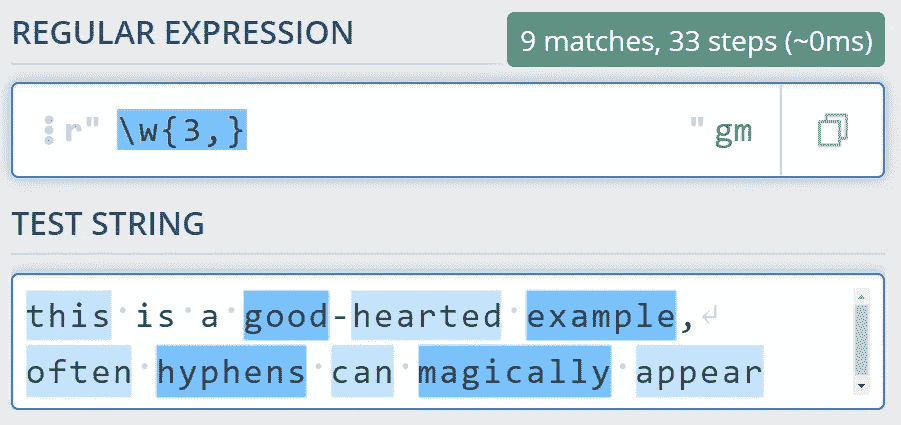 REGULAR EXPRESSION
9 matches, 33 steps (~0ms)
r" \w{3,} " gm
TEST STRING
this·is·a·good-hearted·example,↵
often·hyphens·can·magically·appear